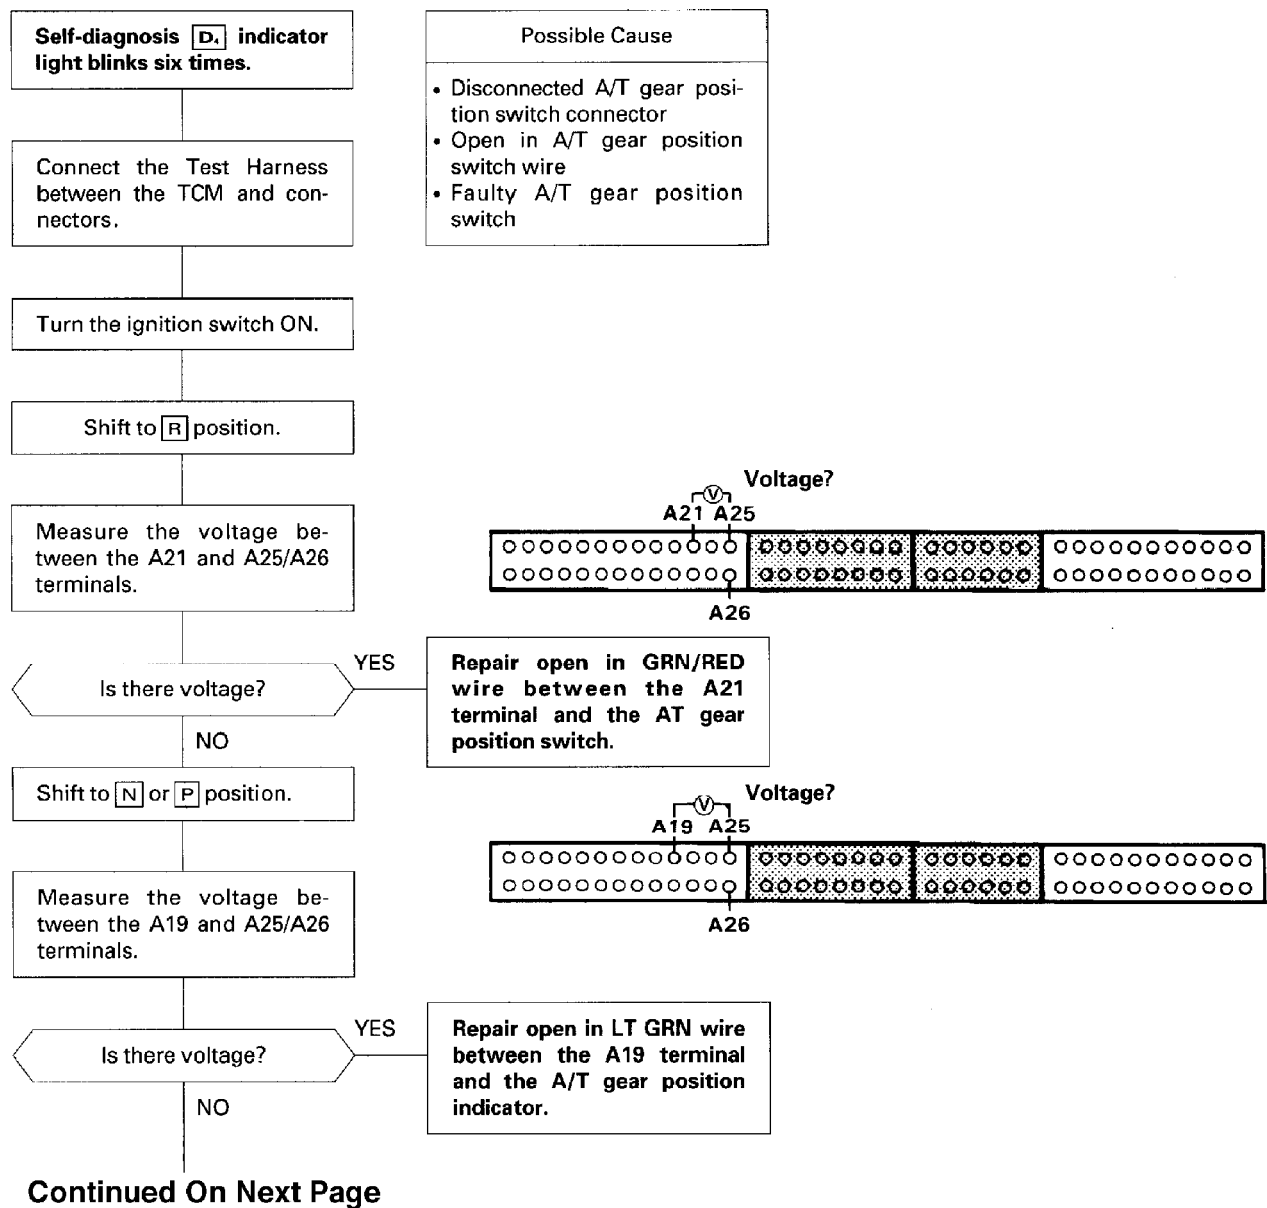 Self-diagnosis D4 indicator
light blinks six times.
Possible Cause
• Disconnected A/T gear posi-
tion switch connector
• Open in A/T gear position
switch wire
• Faulty A/T gear position
switch
Connect the Test Harness
between the TCM and con-
nectors.
Turn the ignition switch ON.
Shift to R position.
Measure the voltage be-
tween the A21 and A25/A26
terminals.
Voltage?
V
A21 A25
A26
Is there voltage?
YES
Repair open in GRN/RED
wire between the A21
terminal and the AT gear
position switch.
NO
Shift to N or P position.
Voltage?
V
A19 A25
A26
Measure the voltage be-
tween the A19 and A25/A26
terminals.
Is there voltage?
YES
Repair open in LT GRN wire
between the A19 terminal
and the A/T gear position
indicator.
NO
Continued On Next Page